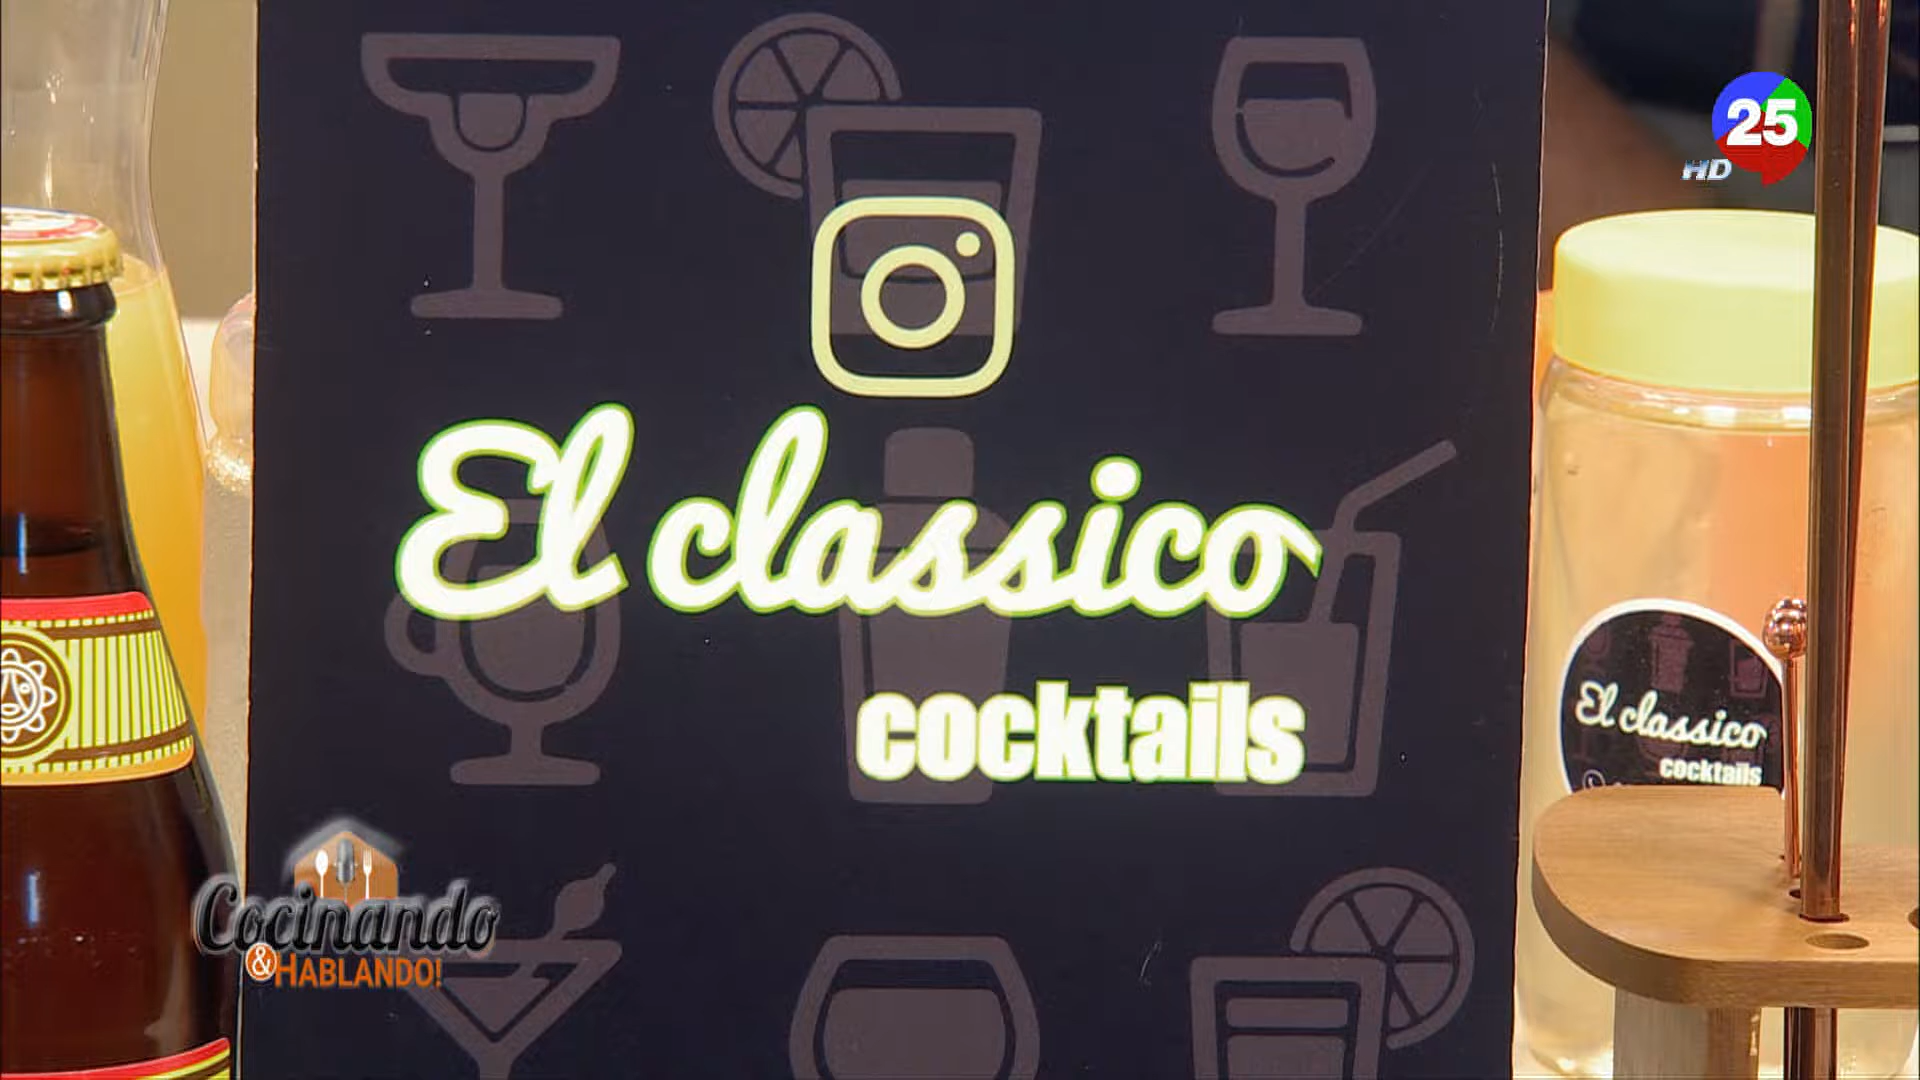 25
HD
El classico
cocktails
El classico
cocktails
Cocinando
& HABLANDO!